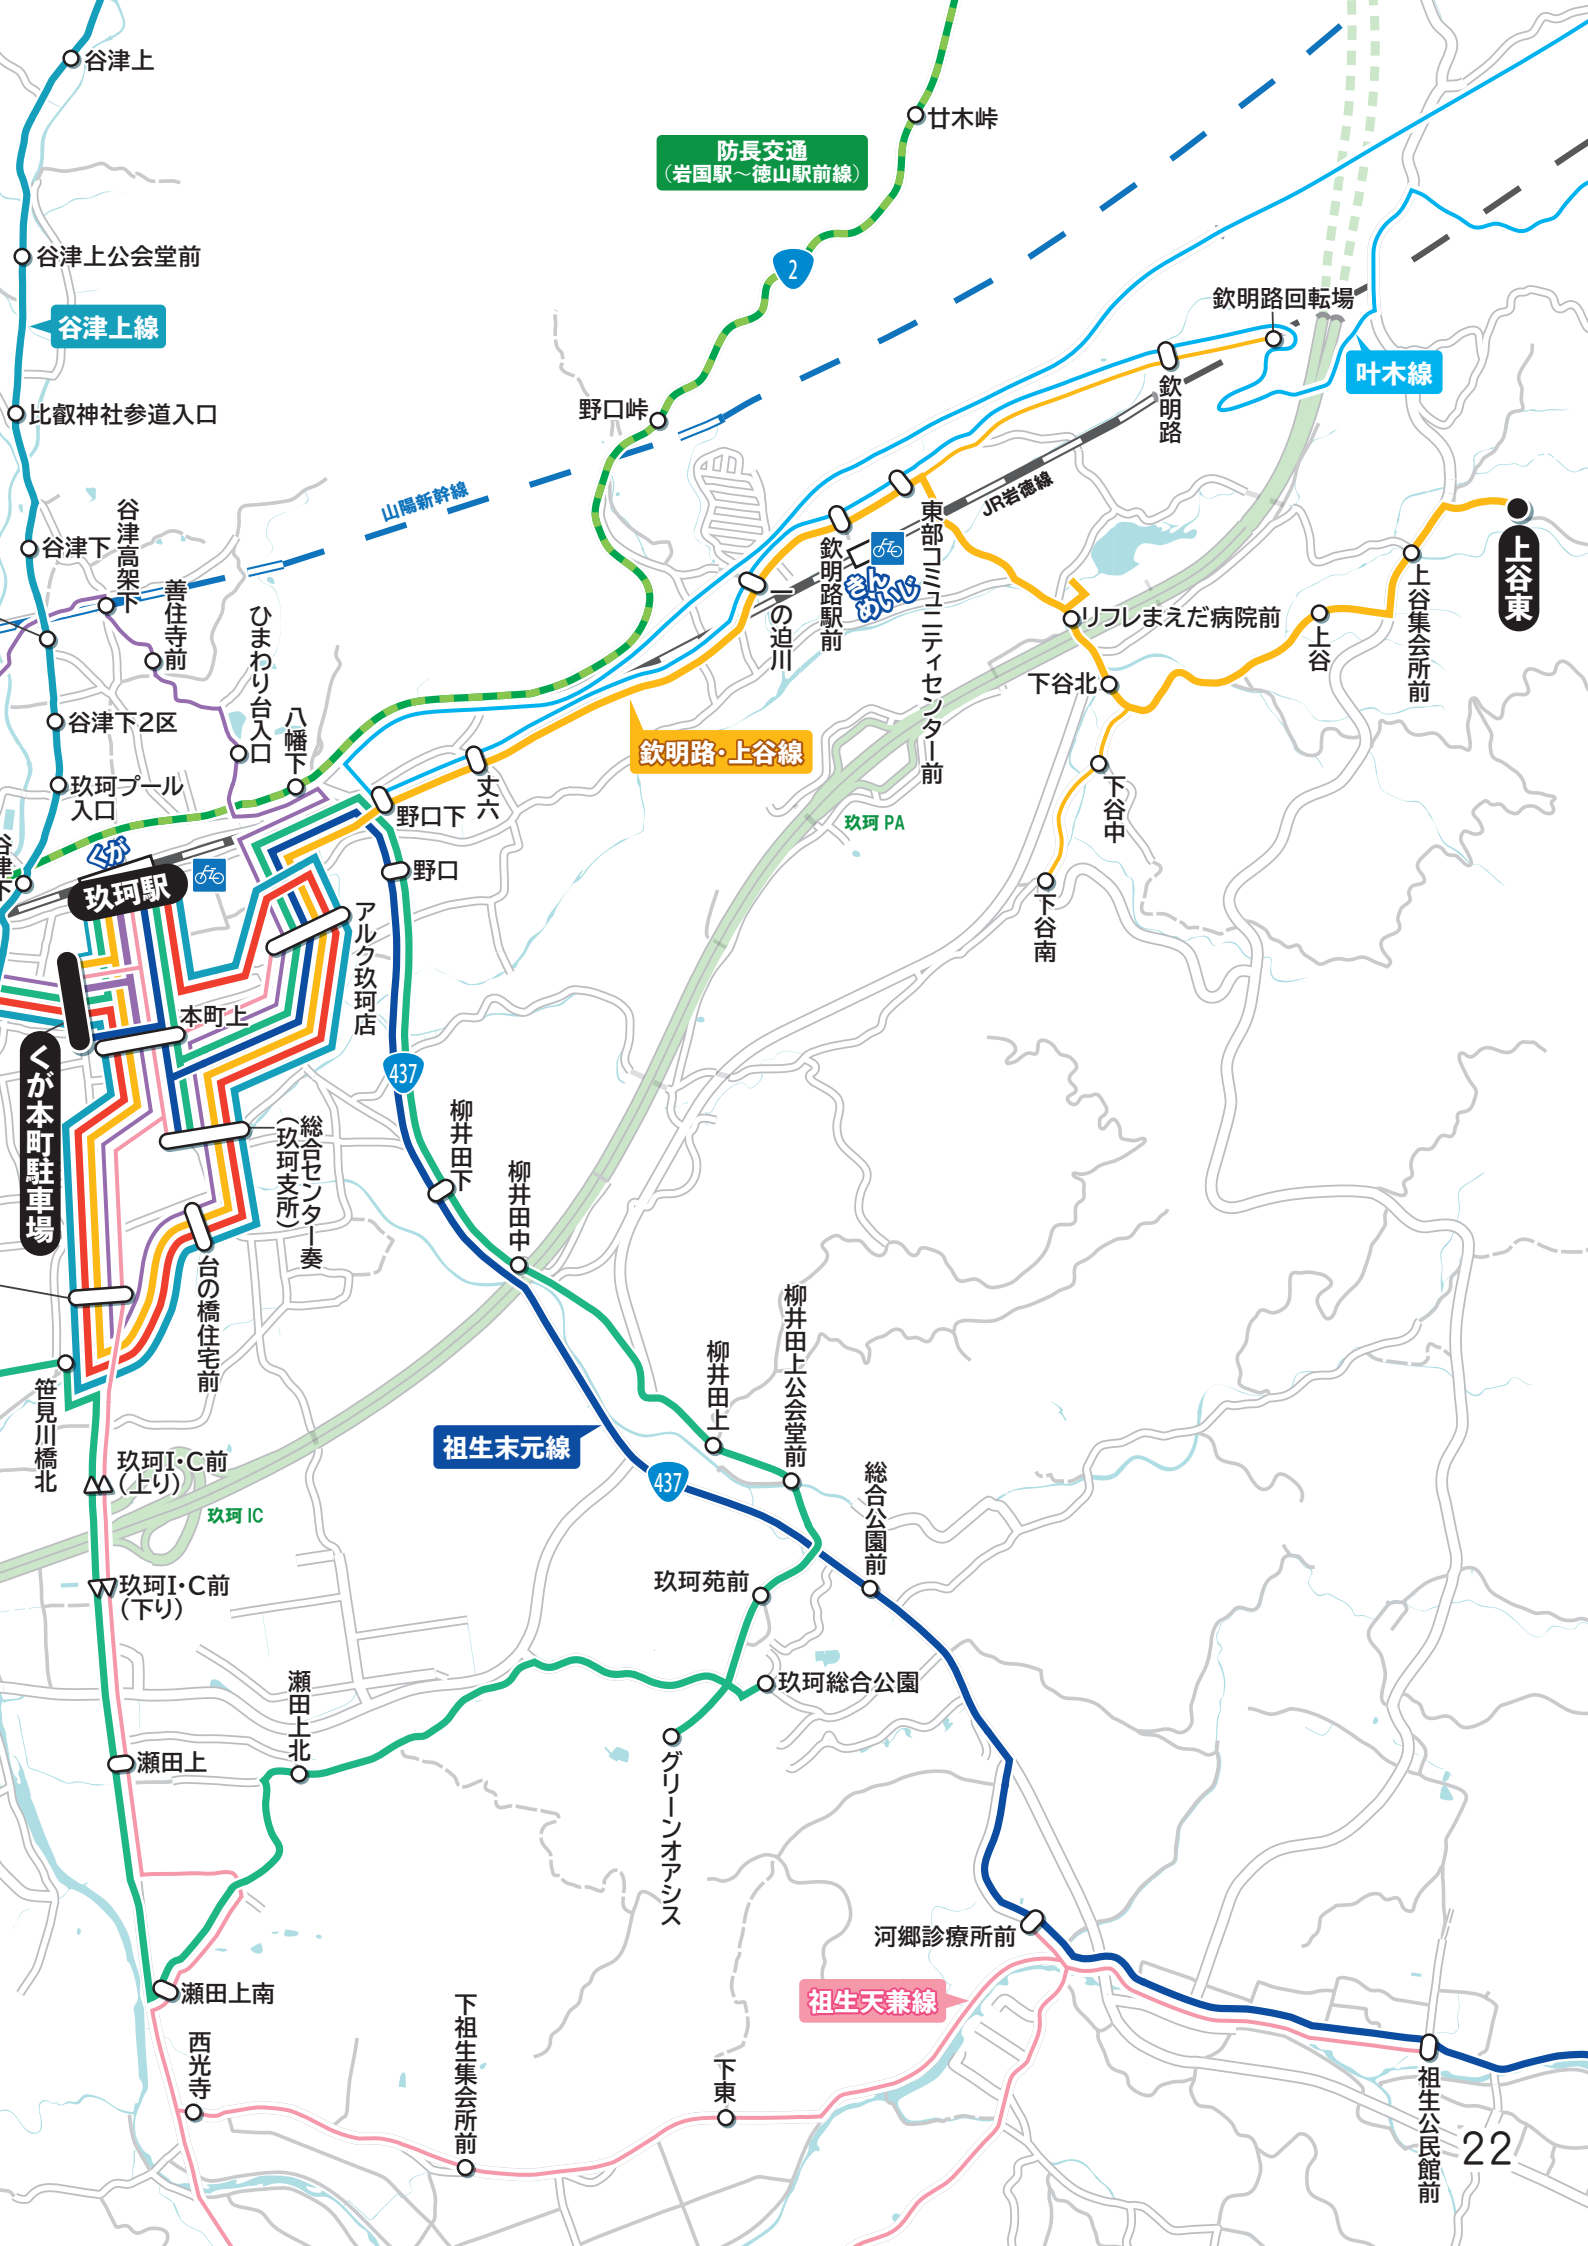 谷津上
廿木峠
防長交通
（岩国駅～徳山駅前線）
谷津上公会堂前
2
欽明路回転場
谷津上線
叶木線
比叡神社参道入口
野口峠
欽明路
山陽新幹線
JR岩徳線
谷津高架下
谷津下
善住寺前
ひまわり台入口
東部コミュニティセンター前
欽明路駅前
きん
めいじ
一の迫川
上谷東
上谷集会所前
リフレまえだ病院前
上谷
下谷北
谷津下2区
八幡下
欽明路・上谷線
玖珂プール
入口
丈六
野口下
下谷中
玖珂 PA
くが
玖珂駅
谷津下
野口
下谷南
アルク玖珂店
本町上
くが本町駐車場
437
総合センター奏
（玖珂支所）
柳井田下
柳井田中
台の橋住宅前
柳井田上公会堂前
柳井田上
笹見川橋北
祖生末元線
玖珂I・C前
（上り）
437
総合公園前
玖珂 IC
玖珂I・C前
（下り）
玖珂苑前
瀬田上北
玖珂総合公園
瀬田上
グリーンオアシス
河郷診療所前
瀬田上南
祖生天兼線
下祖生集会所前
西光寺
下東
祖生公民館前
22